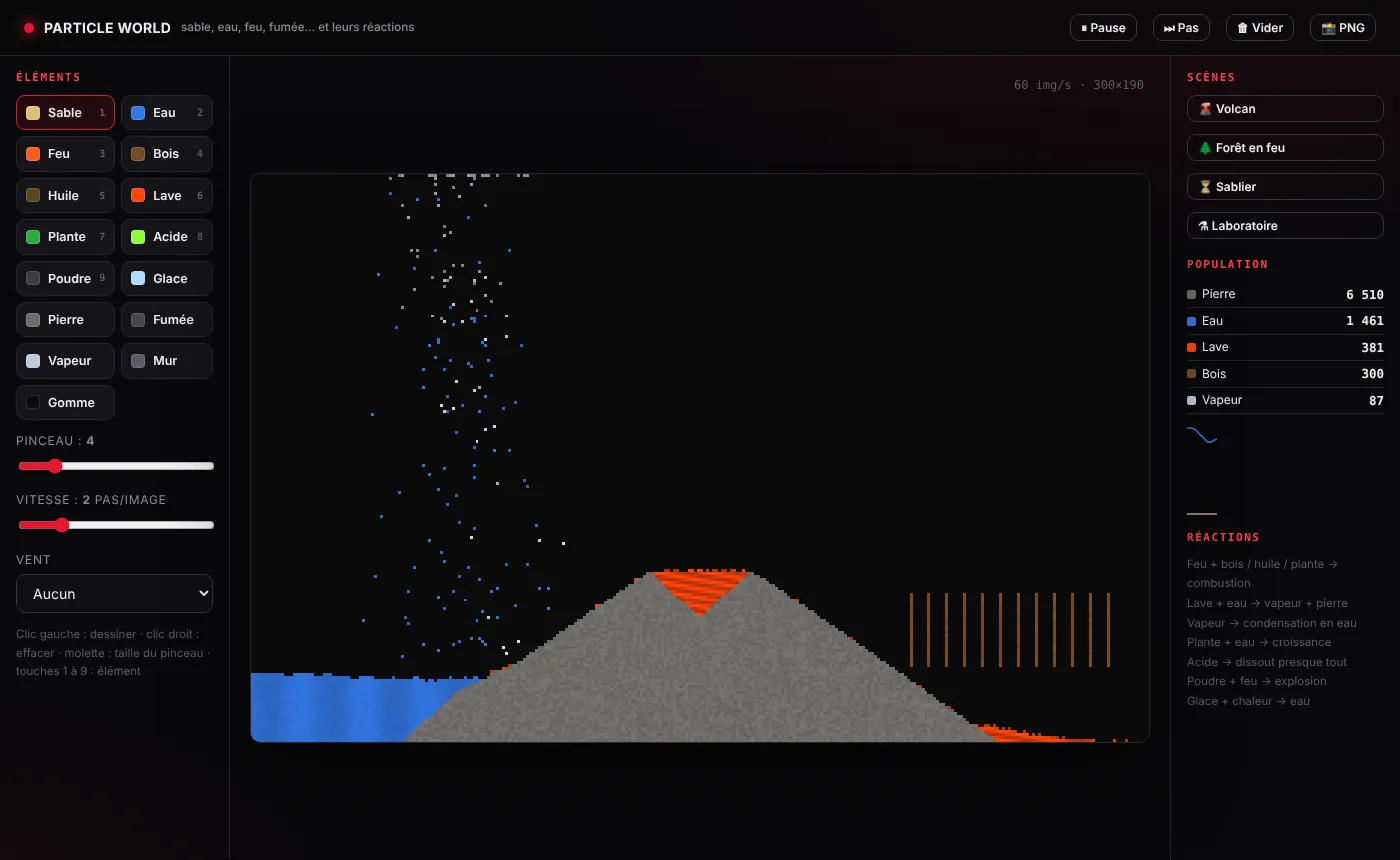 PARTICLE WORLD sable, eau, feu, fumée... et leurs réactions
⏸ Pause
⏭ Pas
🗑 Vider
📸 PNG
ÉLÉMENTS
Sable 1
Eau 2
Feu 3
Bois 4
Huile 5
Lave 6
Plante 7
Acide 8
Poudre 9
Glace
Pierre
Fumée
Vapeur
Mur
Gomme
PINCEAU : 4
VITESSE : 2 PAS/IMAGE
VENT
Aucun
Clic gauche : dessiner · clic droit :
effacer · molette : taille du pinceau ·
touches 1 à 9 : élément
60 img/s · 300×190
SCÈNES
🌋 Volcan
🌲 Forêt en feu
⏳ Sablier
⚗ Laboratoire
POPULATION
Pierre 6 510
Eau 1 461
Lave 381
Bois 300
Vapeur 87
RÉACTIONS
Feu + bois / huile / plante →
combustion
Lave + eau → vapeur + pierre
Vapeur → condensation en eau
Plante + eau → croissance
Acide → dissout presque tout
Poudre + feu → explosion
Glace + chaleur → eau